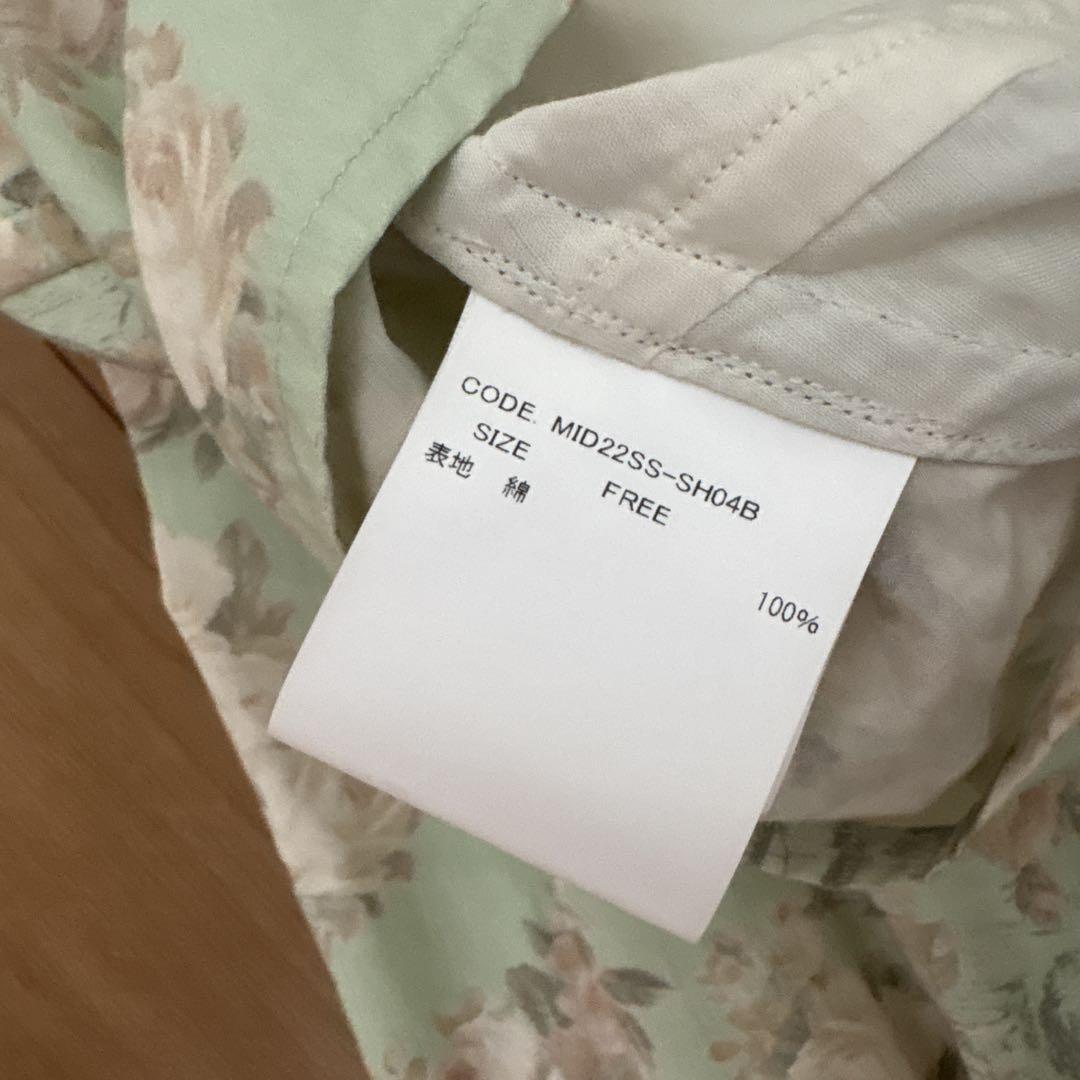 CODE. MID22SS-SH04B
SIZE FREE
表地 綿 100%